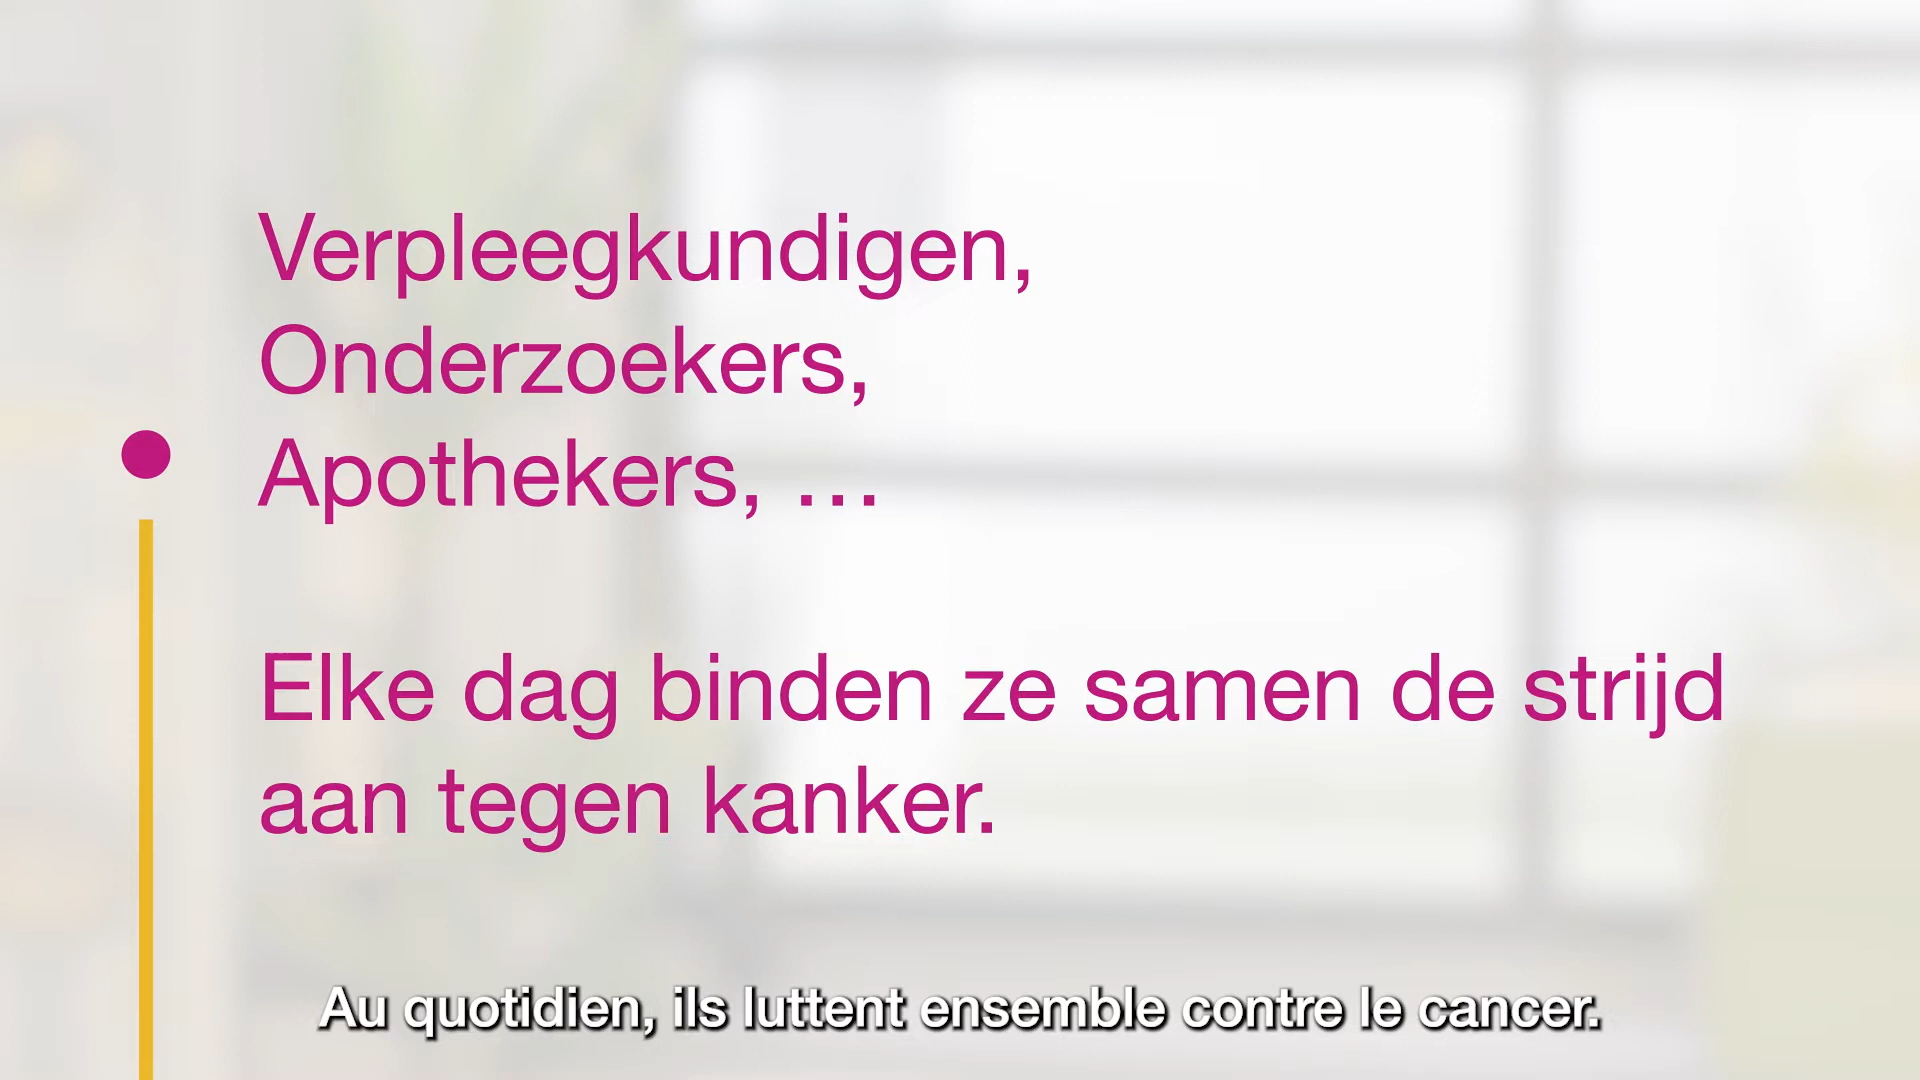 Verpleegkundigen,
Onderzoekers,
Apothekers, …
Elke dag binden ze samen de strijd
aan tegen kanker.
Au quotidien, ils luttent ensemble contre le cancer.